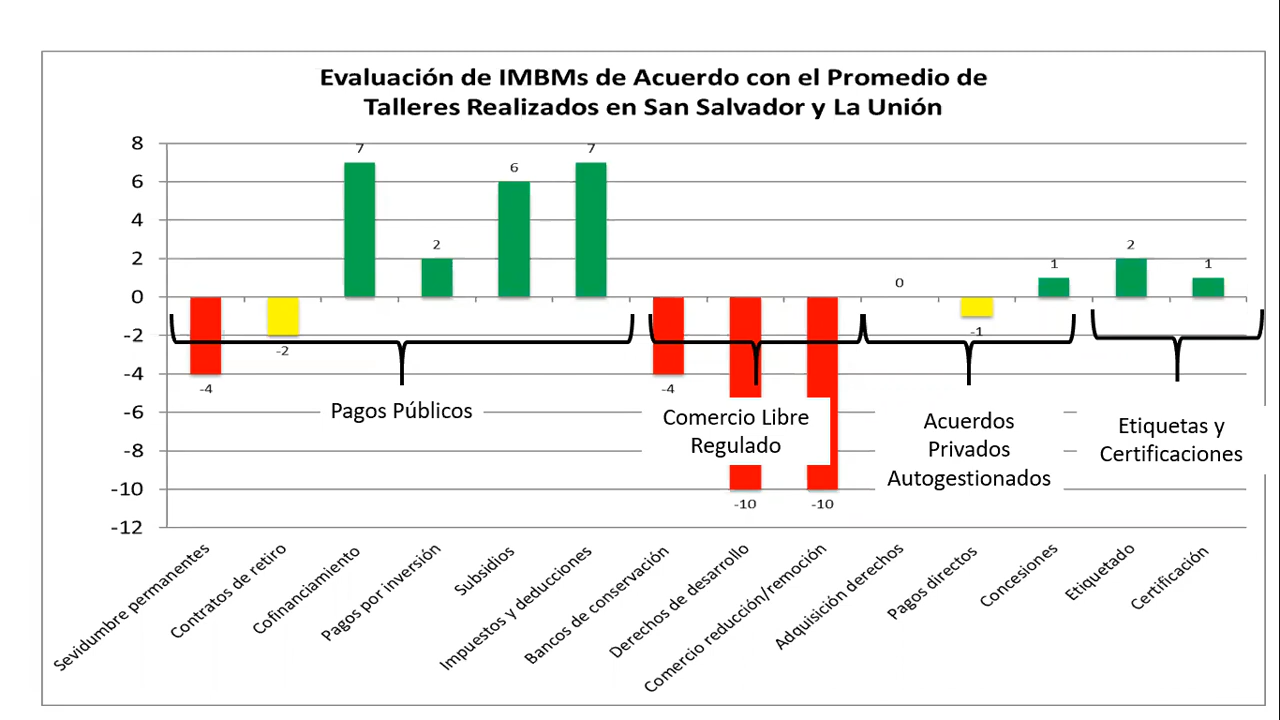 Evaluación de IMBMs de Acuerdo con el Promedio de
Talleres Realizados en San Salvador y La Unión
8
6
4
2
0
-2
-4
-6
-8
-10
-12
-4
-2
7
2
6
7
-4
-10
-10
0
-1
1
2
1
Pagos Públicos
Comercio Libre
Regulado
Acuerdos
Privados
Autogestionados
Etiquetas y
Certificaciones
Sevidumbre permanentes
Contratos de retiro
Cofinanciamiento
Pagos por inversión
Subsidios
Impuestos y deducciones
Bancos de conservación
Derechos de desarrollo
Comercio reducción/remoción
Adquisición derechos
Pagos directos
Concesiones
Etiquetado
Certificación